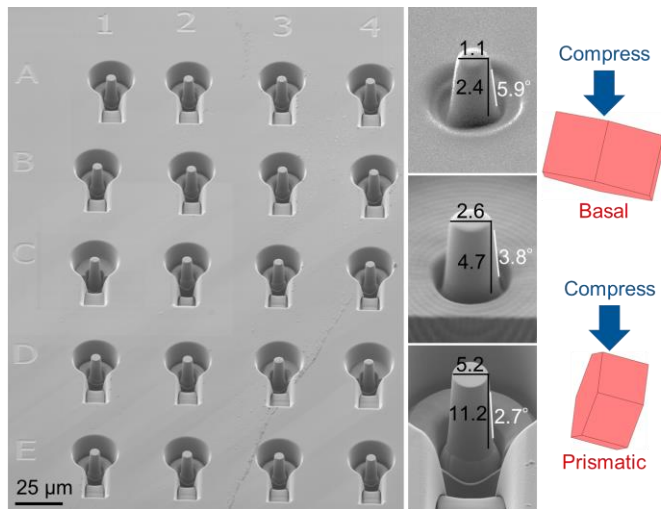 1 2 3 4
A
B
C
D
E
25 µm
1.1
2.4 5.9°
2.6
4.7 3.8°
5.2
11.2 2.7°
Compress
Basal
Compress
Prismatic